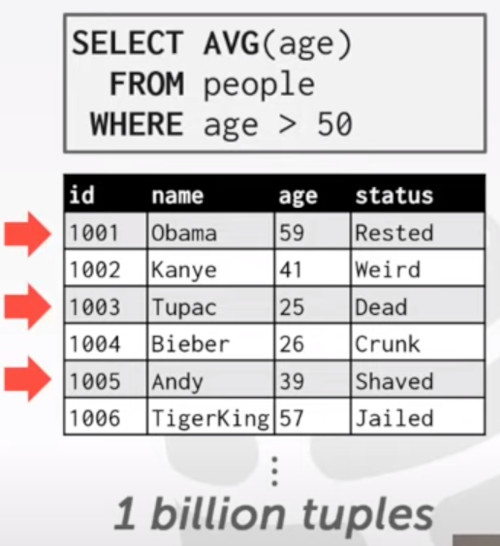 SELECT AVG(age)
FROM people
WHERE age > 50
id name age status
1001 Obama 59 Rested
1002 Kanye 41 Weird
1003 Tupac 25 Dead
1004 Bieber 26 Crunk
1005 Andy 39 Shaved
1006 TigerKing 57 Jailed
⋮
1 billion tuples